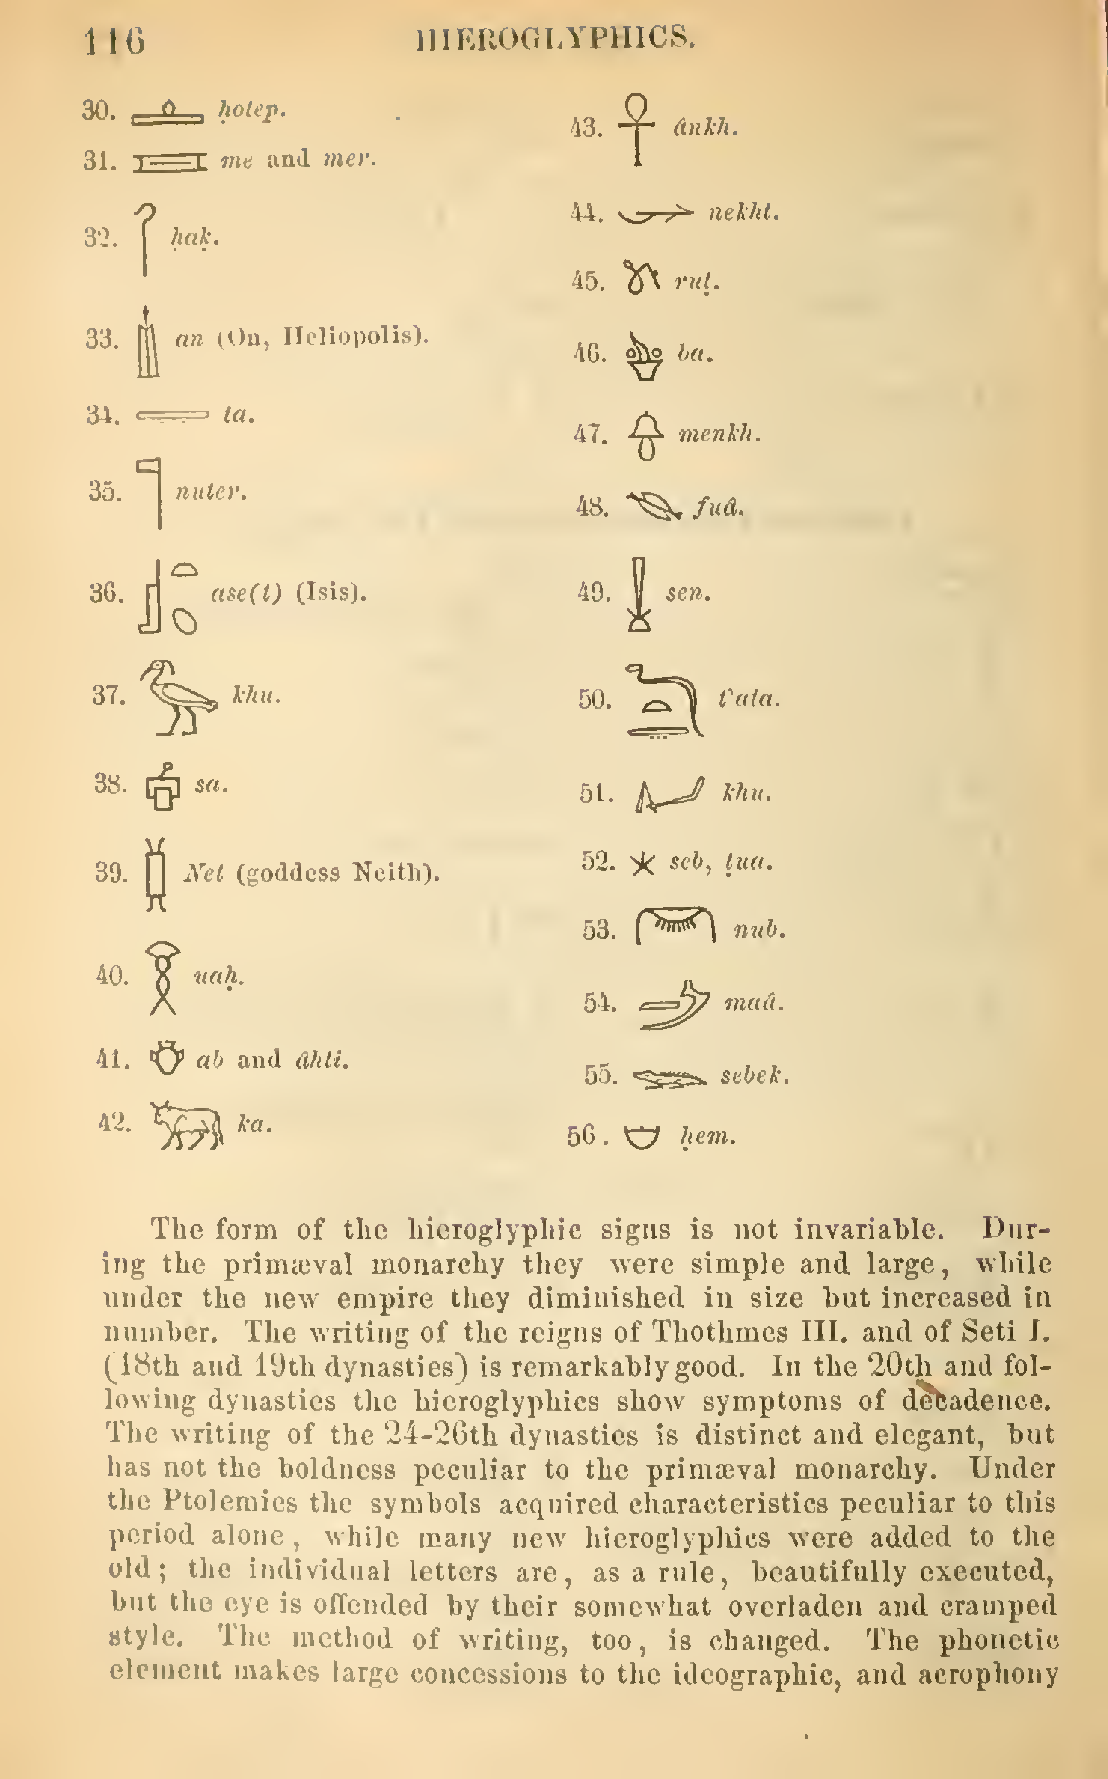 116 HIEROGLYPHICS.
30. ḥotep.
31. me and mer.
32. ḥaḳ.
33. an (On, Heliopolis).
34. ta.
35. nuter.
36. ase(t) (Isis).
37. khu.
38. sa.
39. Net (goddess Neith).
40. uaḥ.
41. ab and âhti.
42. ka.
43. ânkh.
44. nekht.
45. ruṭ.
46. ba.
47. menkh.
48. fuâ.
49. sen.
50. t'ata.
51. khu.
52. seb, ṭua.
53. nub.
54. maâ.
55. sebek.
56. ḥem.
The form of the hieroglyphic signs is not invariable. Dur-
ing the primæval monarchy they were simple and large, while
under the new empire they diminished in size but increased in
number. The writing of the reigns of Thothmes III. and of Seti I.
(18th and 19th dynasties) is remarkably good. In the 20th and fol-
lowing dynasties the hieroglyphics show symptoms of decadence.
The writing of the 24-26th dynasties is distinct and elegant, but
has not the boldness peculiar to the primæval monarchy. Under
the Ptolemies the symbols acquired characteristics peculiar to this
period alone, while many new hieroglyphics were added to the
old; the individual letters are, as a rule, beautifully executed,
but the eye is offended by their somewhat overladen and cramped
style. The method of writing, too, is changed. The phonetic
element makes large concessions to the ideographic, and acrophony